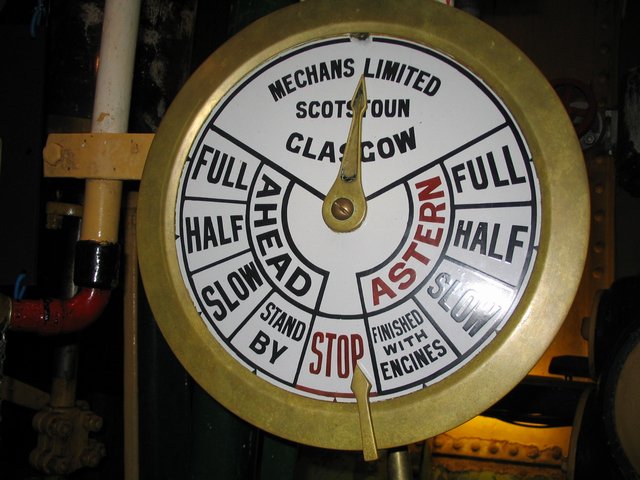 MECHANS LIMITED
SCOTSTOUN
GLASGOW
FULL
HALF
SLOW
AHEAD
STAND
BY
STOP
FINISHED
WITH
ENGINES
ASTERN
SLOW
HALF
FULL